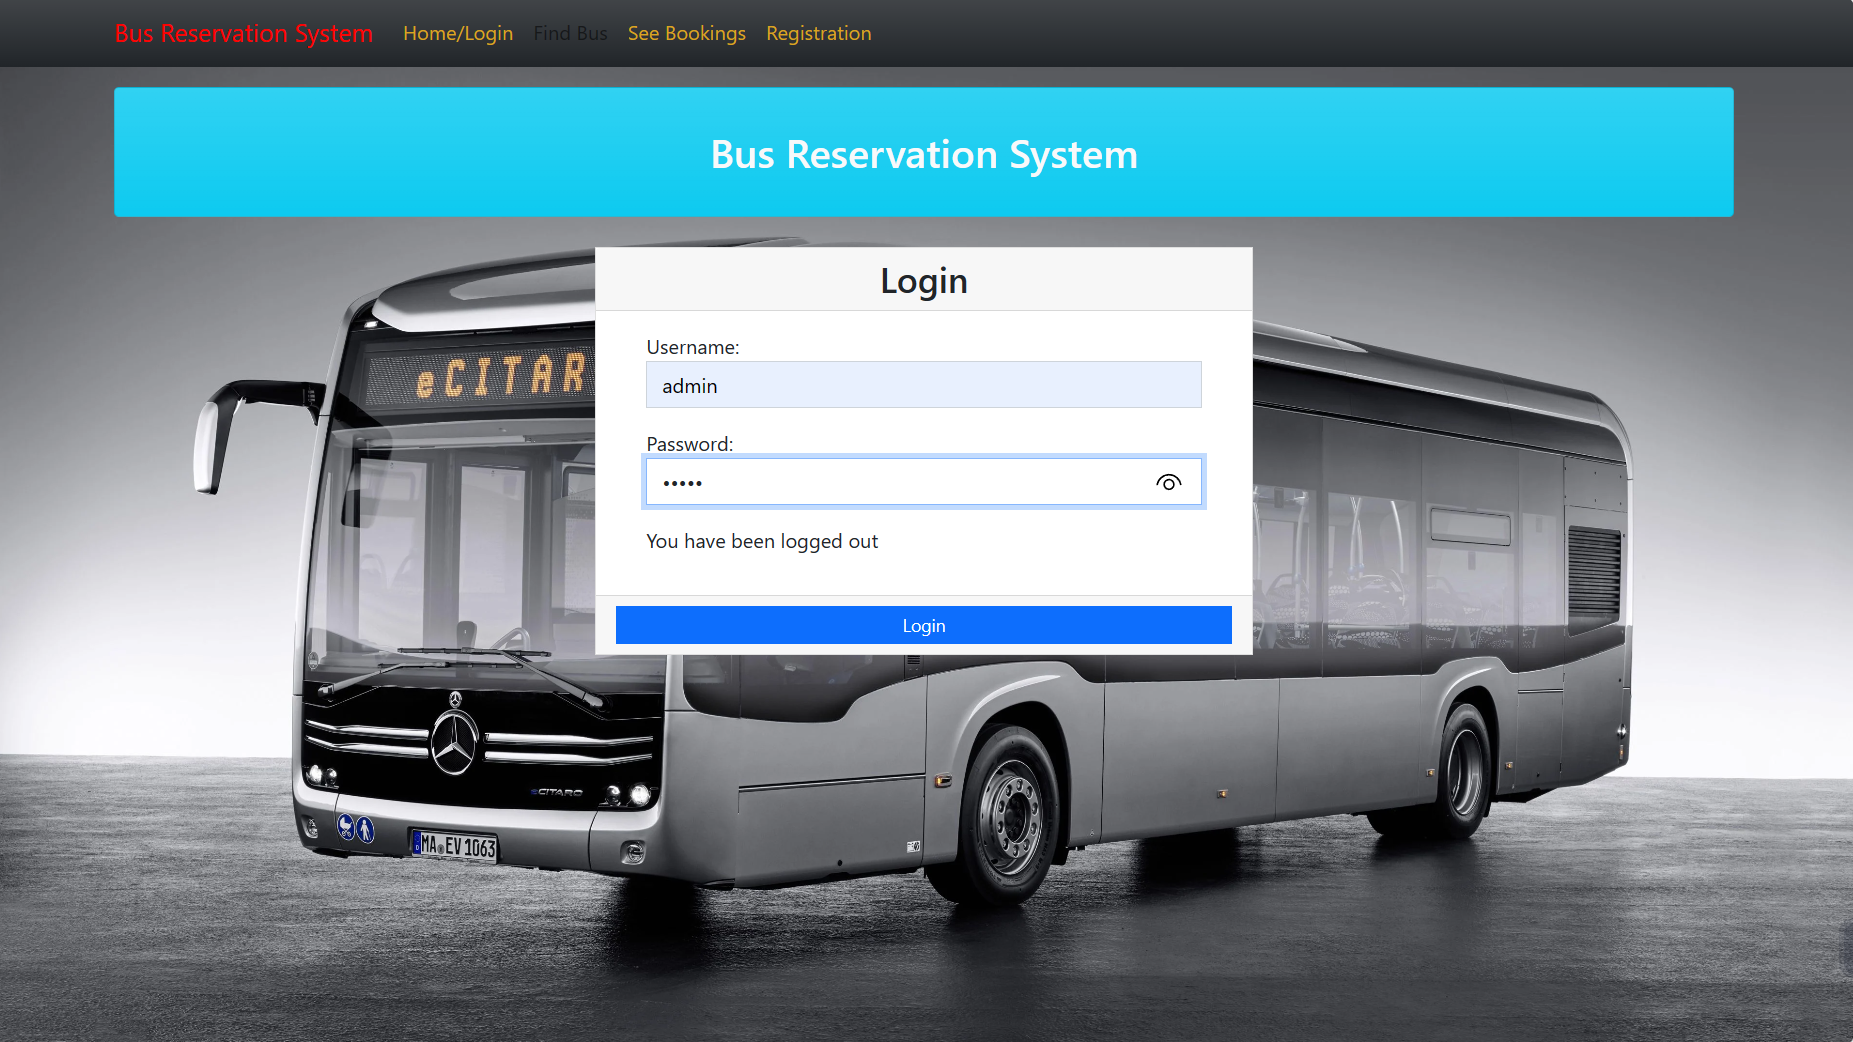 Bus Reservation System Home/Login Find Bus See Bookings Registration
Bus Reservation System
Login
eCITAR
Username:
admin
Password:
•••••
You have been logged out
Login
eCITARO
MA EV 1063